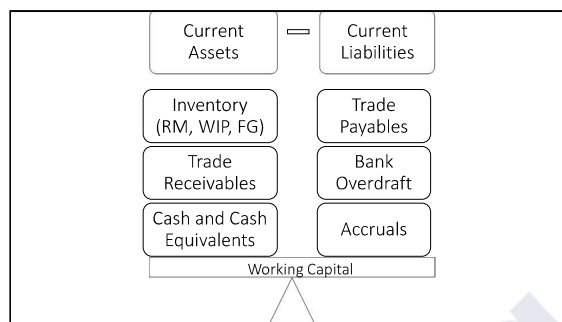 Current
Assets
Current
Liabilities
Inventory
(RM, WIP, FG)
Trade
Payables
Trade
Receivables
Bank
Overdraft
Cash and Cash
Equivalents
Accruals
Working Capital